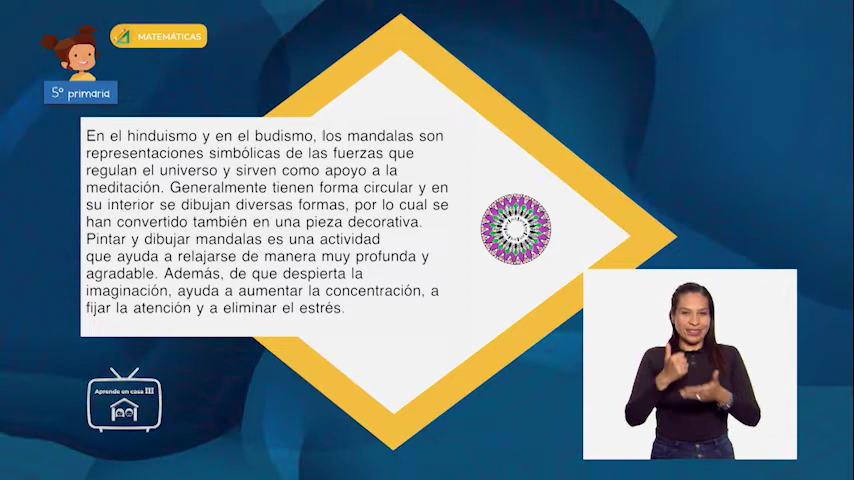 MATEMÁTICAS
5° primaria
En el hinduismo y en el budismo, los mandalas son
representaciones simbólicas de las fuerzas que
regulan el universo y sirven como apoyo a la
meditación. Generalmente tienen forma circular y en
su interior se dibujan diversas formas, por lo cual se
han convertido también en una pieza decorativa.
Pintar y dibujar mandalas es una actividad
que ayuda a relajarse de manera muy profunda y
agradable. Además, de que despierta la
imaginación, ayuda a aumentar la concentración, a
fijar la atención y a eliminar el estrés.
Aprende en casa III